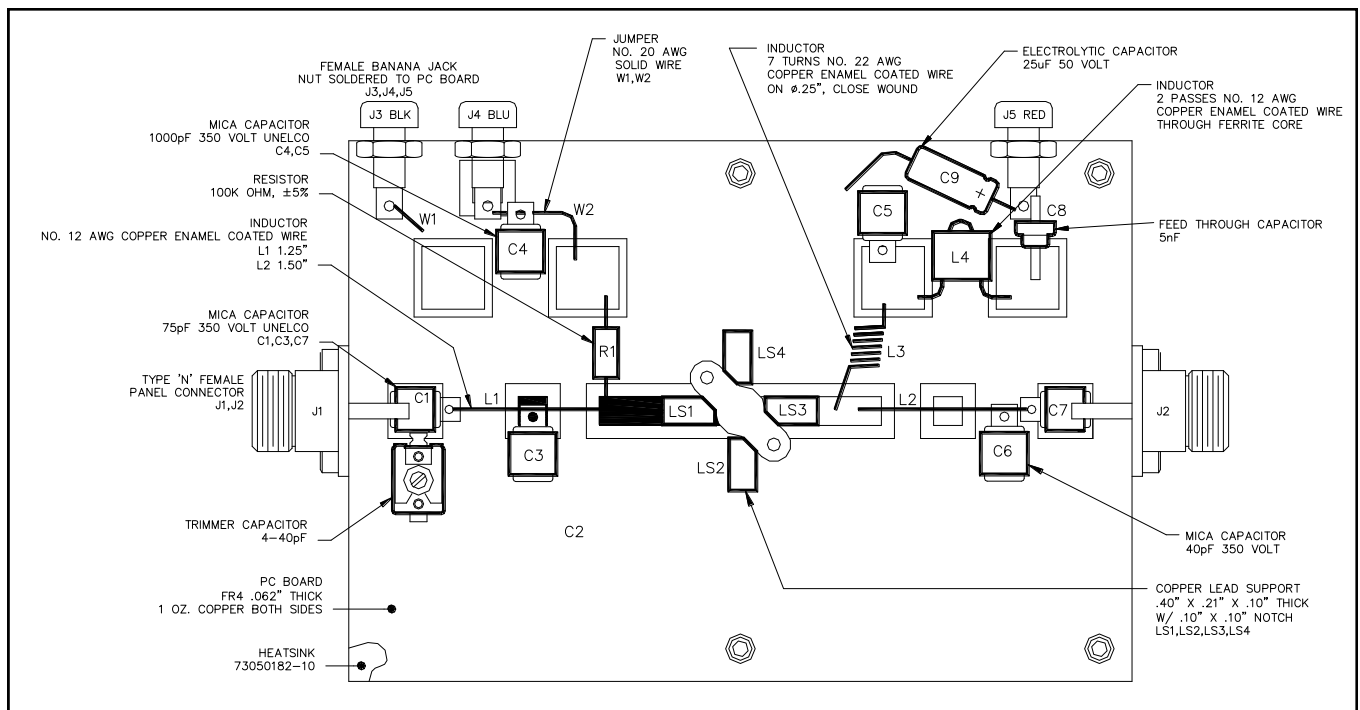 JUMPER
NO. 20 AWG
SOLID WIRE
W1,W2
INDUCTOR
7 TURNS NO. 22 AWG
COPPER ENAMEL COATED WIRE
ON ø.25", CLOSE WOUND
ELECTROLYTIC CAPACITOR
25uF 50 VOLT
INDUCTOR
2 PASSES NO. 12 AWG
COPPER ENAMEL COATED WIRE
THROUGH FERRITE CORE
FEMALE BANANA JACK
NUT SOLDERED TO PC BOARD
J3,J4,J5
J3 BLK
J4 BLU
J5 RED
MICA CAPACITOR
1000pF 350 VOLT UNELCO
C4,C5
RESISTOR
100K OHM, ±5%
INDUCTOR
NO. 12 AWG COPPER ENAMEL COATED WIRE
L1 1.25"
L2 1.50"
W1
W2
C4
C5
C9
+
C8
L4
FEED THROUGH CAPACITOR
5nF
MICA CAPACITOR
75pF 350 VOLT UNELCO
C1,C3,C7
R1
LS4
L3
TYPE 'N' FEMALE
PANEL CONNECTOR
J1,J2
J1
C1
L1
LS1
LS3
L2
C7
J2
C3
LS2
C6
TRIMMER CAPACITOR
4-40pF
C2
MICA CAPACITOR
40pF 350 VOLT
PC BOARD
FR4 .062" THICK
1 OZ. COPPER BOTH SIDES
COPPER LEAD SUPPORT
.40" X .21" X .10" THICK
W/ .10" X .10" NOTCH
LS1,LS2,LS3,LS4
HEATSINK
73050182-10